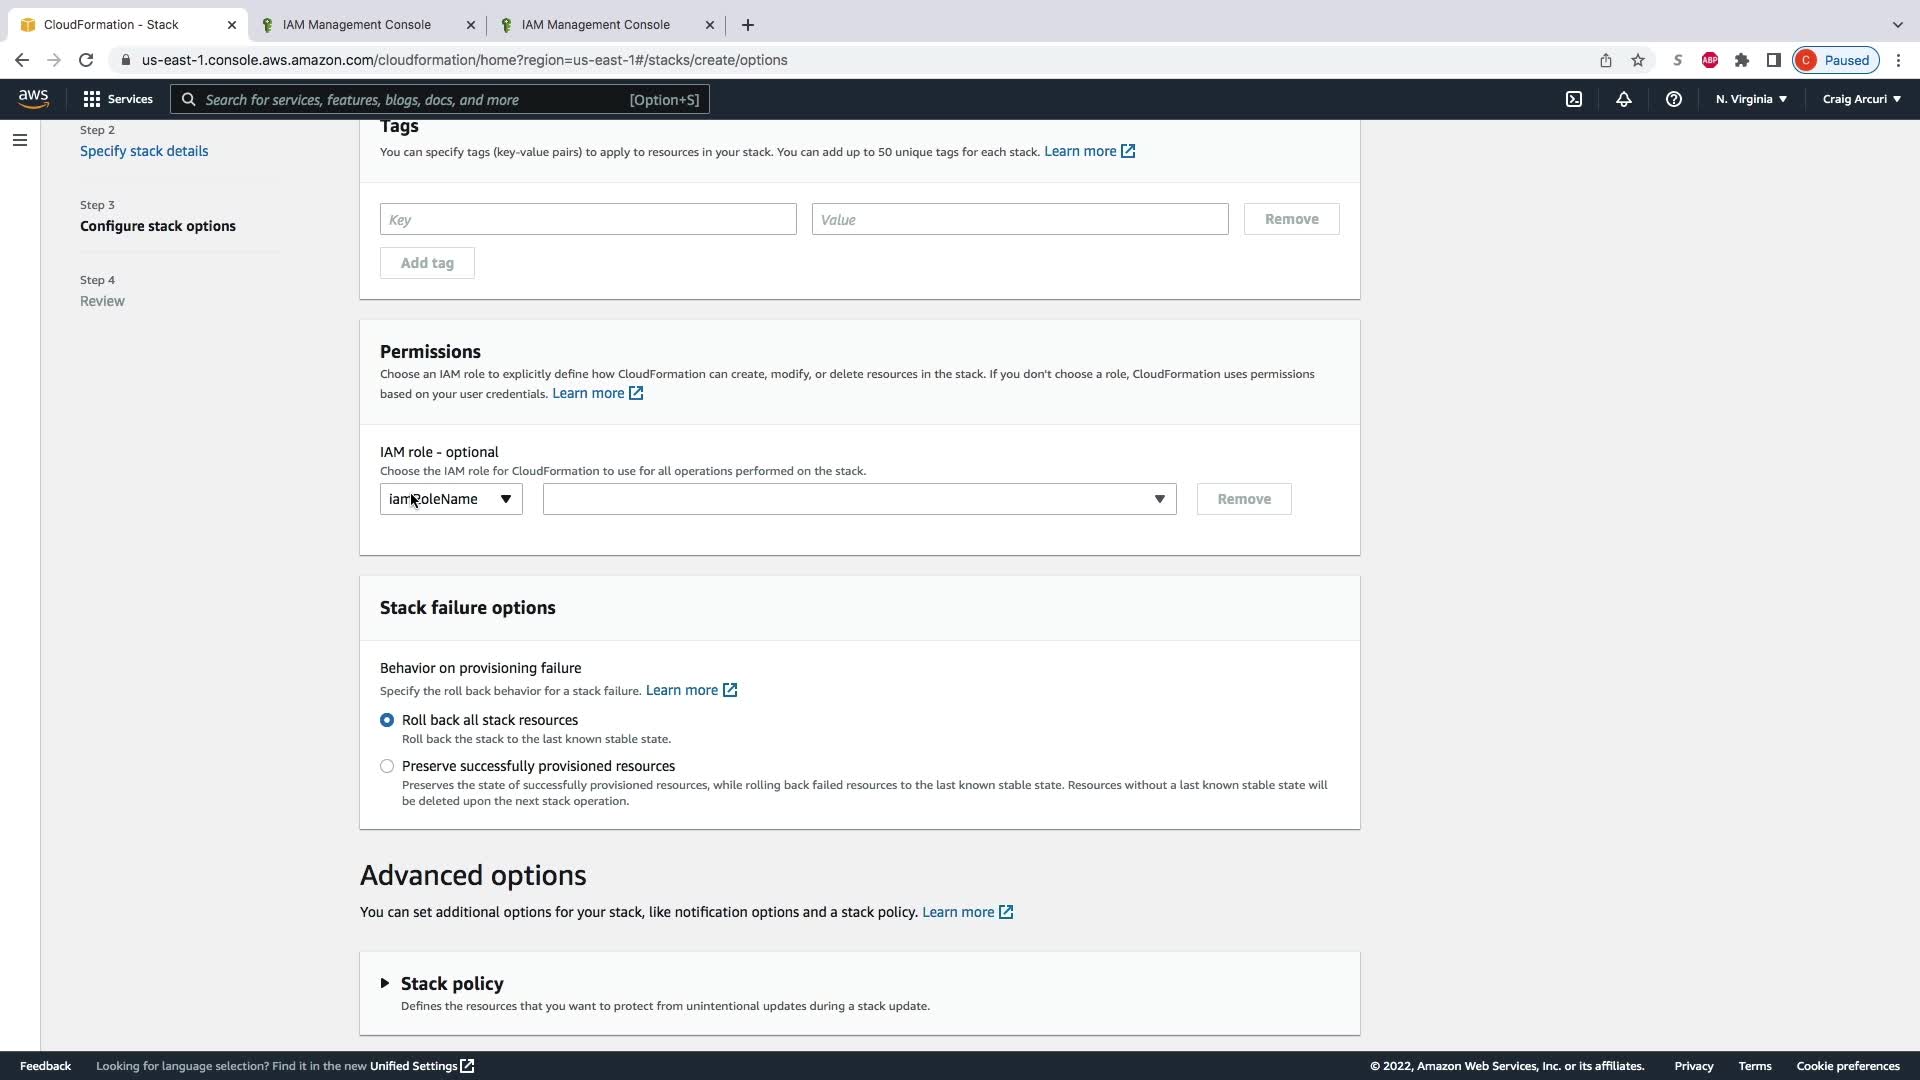 CloudFormation - Stack
IAM Management Console
IAM Management Console
us-east-1.console.aws.amazon.com/cloudformation/home?region=us-east-1#/stacks/create/options
S
ABP
C Paused
aws
Services
Search for services, features, blogs, docs, and more [Option+S]
N. Virginia
Craig Arcuri
Step 2
Specify stack details
Step 3
Configure stack options
Step 4
Review
Tags
You can specify tags (key-value pairs) to apply to resources in your stack. You can add up to 50 unique tags for each stack. Learn more
Key
Value
Remove
Add tag
Permissions
Choose an IAM role to explicitly define how CloudFormation can create, modify, or delete resources in the stack. If you don't choose a role, CloudFormation uses permissions
based on your user credentials. Learn more
IAM role - optional
Choose the IAM role for CloudFormation to use for all operations performed on the stack.
iamRoleName
Remove
Stack failure options
Behavior on provisioning failure
Specify the roll back behavior for a stack failure. Learn more
Roll back all stack resources
Roll back the stack to the last known stable state.
Preserve successfully provisioned resources
Preserves the state of successfully provisioned resources, while rolling back failed resources to the last known stable state. Resources without a last known stable state will
be deleted upon the next stack operation.
Advanced options
You can set additional options for your stack, like notification options and a stack policy. Learn more
Stack policy
Defines the resources that you want to protect from unintentional updates during a stack update.
Feedback
Looking for language selection? Find it in the new Unified Settings
© 2022, Amazon Web Services, Inc. or its affiliates.
Privacy
Terms
Cookie preferences